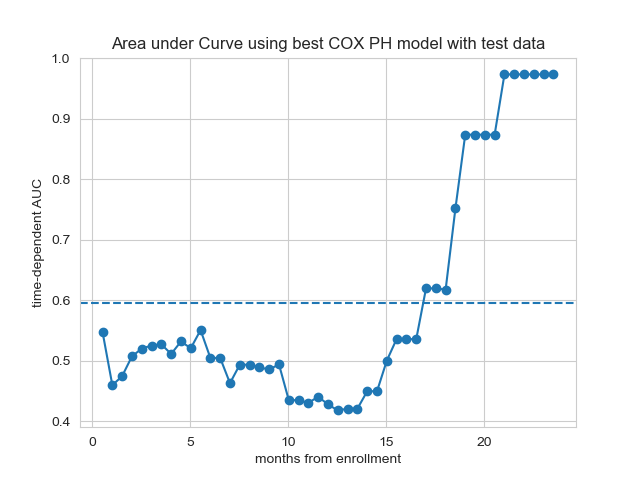 Area under Curve using best COX PH model with test data
time-dependent AUC
1.0
0.9
0.8
0.7
0.6
0.5
0.4
0 5 10 15 20
months from enrollment